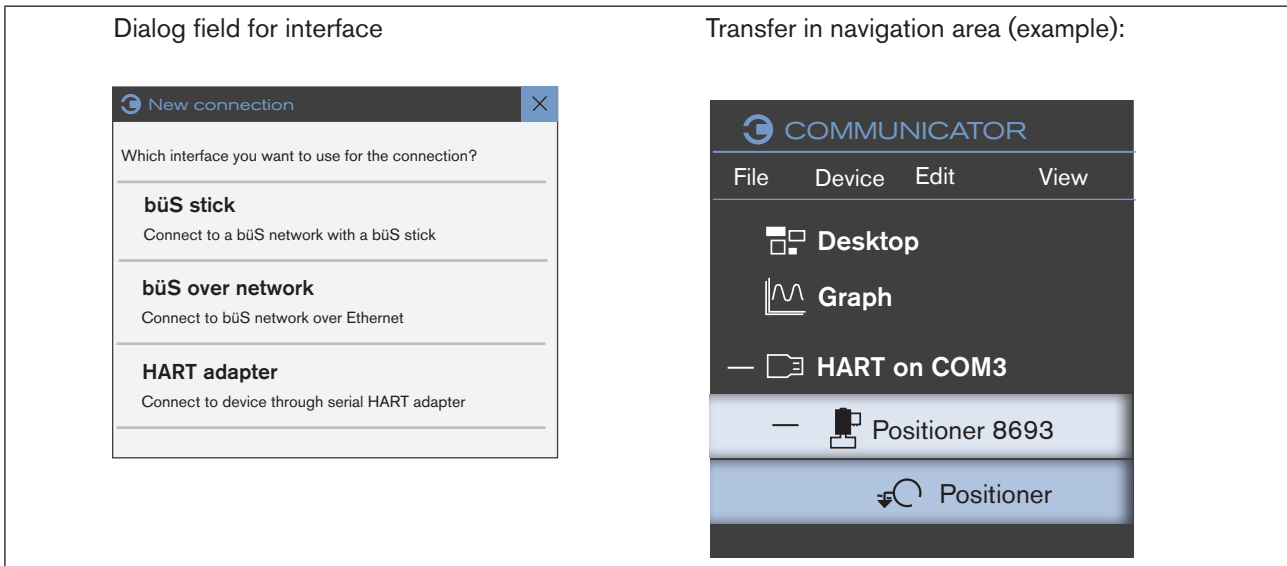 Dialog field for interface
New connection
Which interface you want to use for the connection?
büS stick
Connect to a büS network with a büS stick
büS over network
Connect to büS network over Ethernet
HART adapter
Connect to device through serial HART adapter
Transfer in navigation area (example):
COMMUNICATOR
File Device Edit View
Desktop
Graph
HART on COM3
Positioner 8693
Positioner